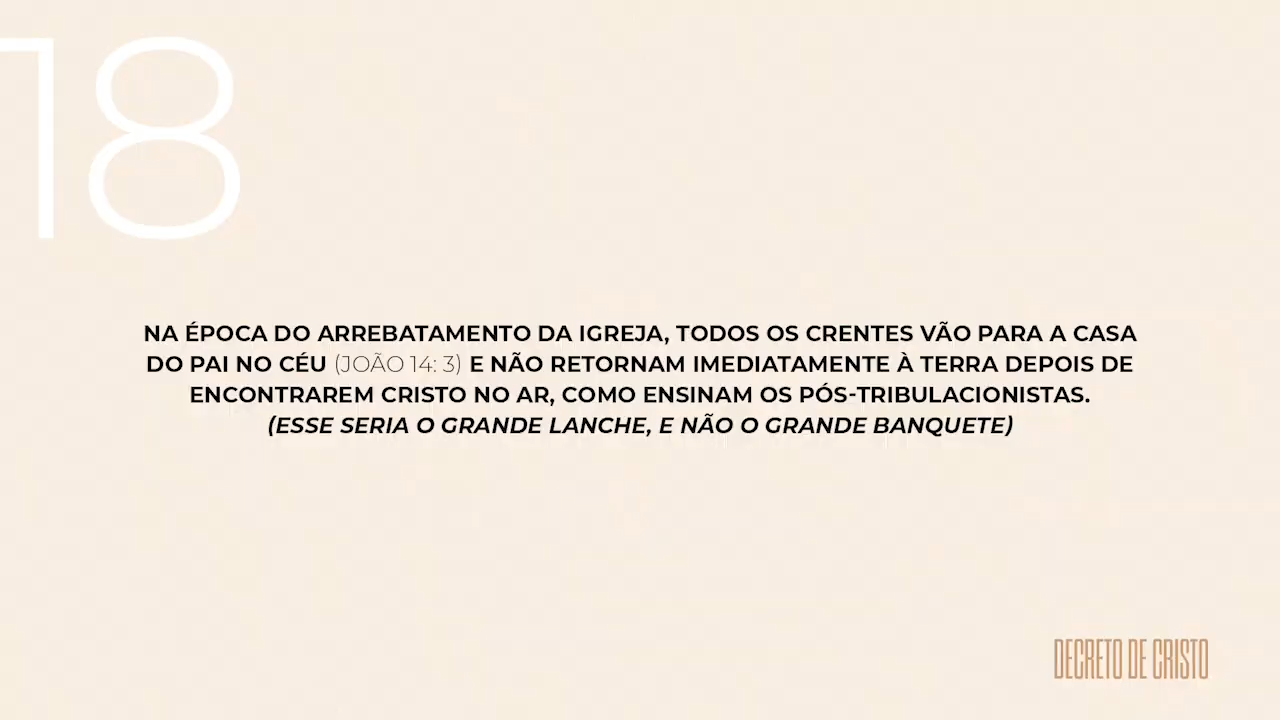 18
NA ÉPOCA DO ARREBATAMENTO DA IGREJA, TODOS OS CRENTES VÃO PARA A CASA
DO PAI NO CÉU (JOÃO 14: 3) E NÃO RETORNAM IMEDIATAMENTE À TERRA DEPOIS DE
ENCONTRAREM CRISTO NO AR, COMO ENSINAM OS PÓS-TRIBULACIONISTAS.
(ESSE SERIA O GRANDE LANCHE, E NÃO O GRANDE BANQUETE)
DECRETO DE CRISTO